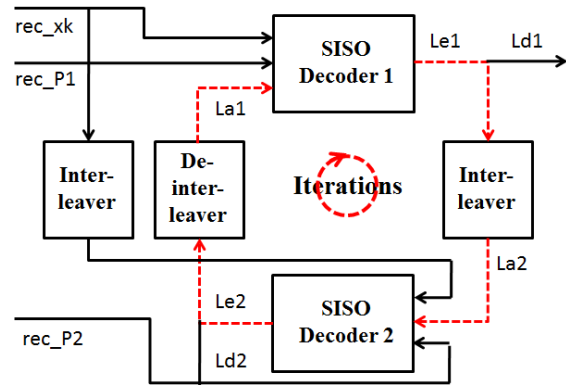 rec_xk
SISO
Decoder 1
Le1
Ld1
rec_P1
La1
Inter-
leaver
De-
inter-
leaver
Iterations
Inter-
leaver
La2
Le2
SISO
Decoder 2
rec_P2
Ld2